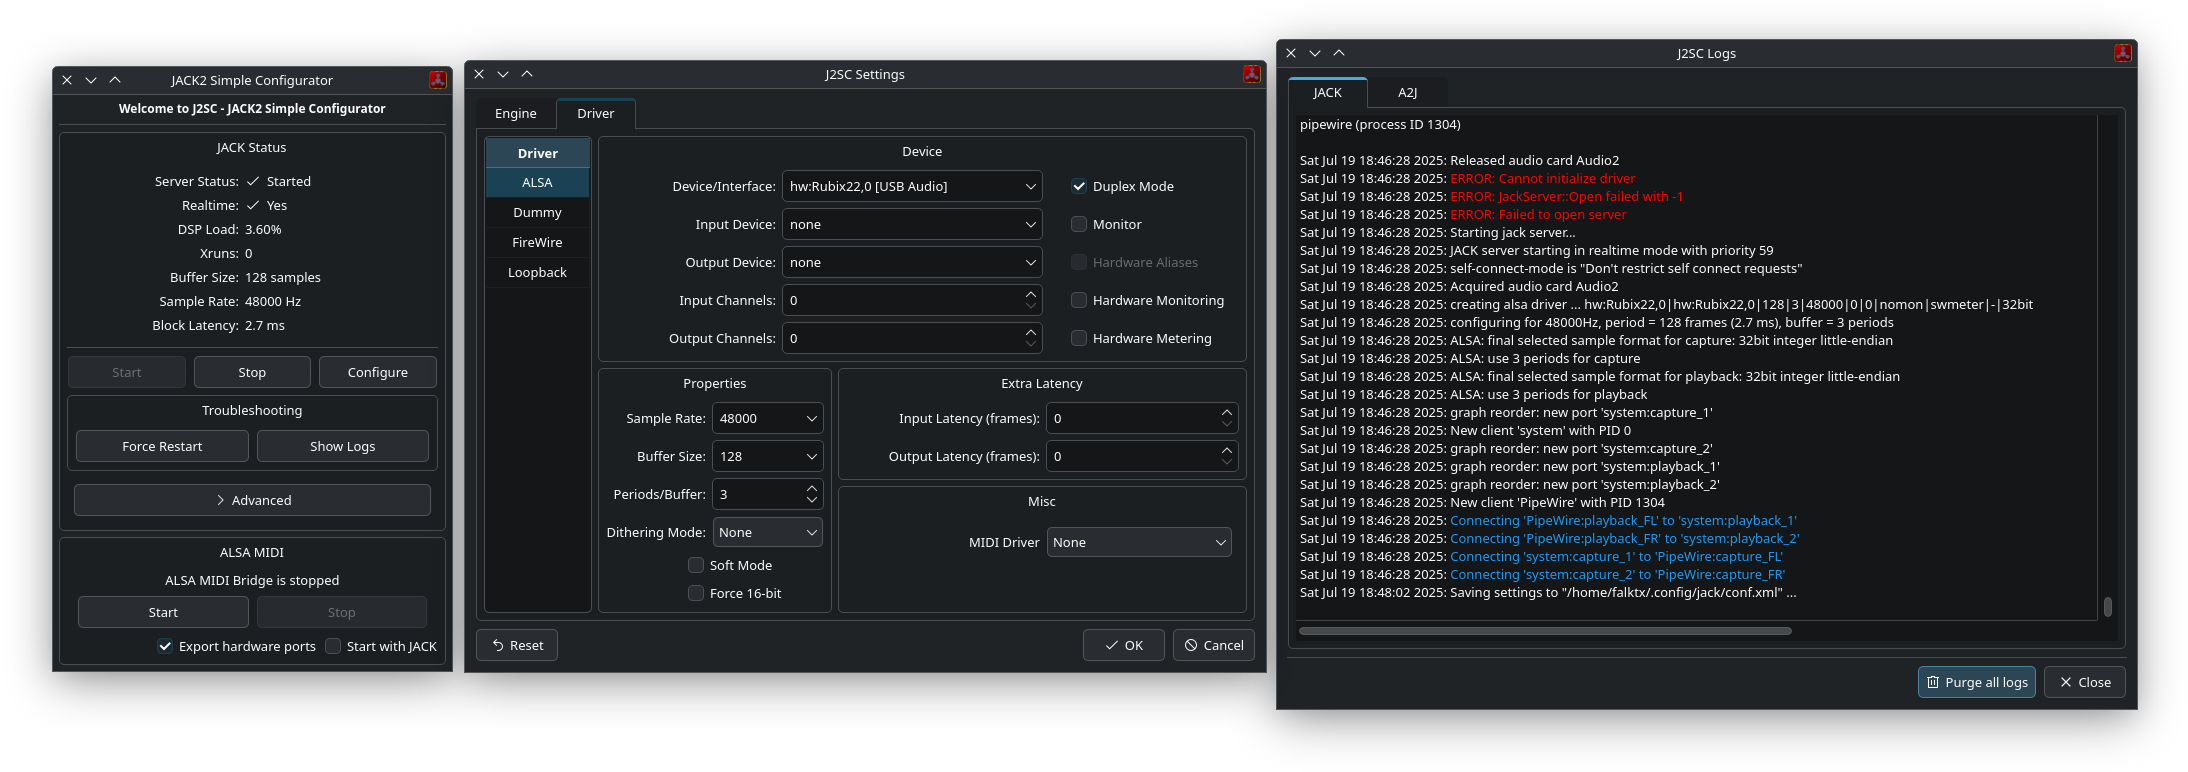 JACK2 Simple Configurator
Welcome to J2SC - JACK2 Simple Configurator
JACK Status
Server Status: Started
Realtime: Yes
DSP Load: 3.60%
Xruns: 0
Buffer Size: 128 samples
Sample Rate: 48000 Hz
Block Latency: 2.7 ms
Start Stop Configure
Troubleshooting
Force Restart Show Logs
Advanced
ALSA MIDI
ALSA MIDI Bridge is stopped
Start Stop
Export hardware ports Start with JACK
J2SC Settings
Engine Driver
Driver
ALSA
Dummy
FireWire
Loopback
Device
Device/Interface: hw:Rubix22,0 [USB Audio] Duplex Mode
Input Device: none Monitor
Output Device: none Hardware Aliases
Input Channels: 0 Hardware Monitoring
Output Channels: 0 Hardware Metering
Properties
Sample Rate: 48000
Buffer Size: 128
Periods/Buffer: 3
Dithering Mode: None
Soft Mode
Force 16-bit
Extra Latency
Input Latency (frames): 0
Output Latency (frames): 0
Misc
MIDI Driver None
Reset OK Cancel
J2SC Logs
JACK A2J
pipewire (process ID 1304)
Sat Jul 19 18:46:28 2025: Released audio card Audio2
Sat Jul 19 18:46:28 2025: ERROR: Cannot initialize driver
Sat Jul 19 18:46:28 2025: ERROR: JackServer::Open failed with -1
Sat Jul 19 18:46:28 2025: ERROR: Failed to open server
Sat Jul 19 18:46:28 2025: Starting jack server...
Sat Jul 19 18:46:28 2025: JACK server starting in realtime mode with priority 59
Sat Jul 19 18:46:28 2025: self-connect-mode is "Don't restrict self connect requests"
Sat Jul 19 18:46:28 2025: Acquired audio card Audio2
Sat Jul 19 18:46:28 2025: creating alsa driver ... hw:Rubix22,0|hw:Rubix22,0|128|3|48000|0|0|nomon|swmeter|-|32bit
Sat Jul 19 18:46:28 2025: configuring for 48000Hz, period = 128 frames (2.7 ms), buffer = 3 periods
Sat Jul 19 18:46:28 2025: ALSA: final selected sample format for capture: 32bit integer little-endian
Sat Jul 19 18:46:28 2025: ALSA: use 3 periods for capture
Sat Jul 19 18:46:28 2025: ALSA: final selected sample format for playback: 32bit integer little-endian
Sat Jul 19 18:46:28 2025: ALSA: use 3 periods for playback
Sat Jul 19 18:46:28 2025: graph reorder: new port 'system:capture_1'
Sat Jul 19 18:46:28 2025: New client 'system' with PID 0
Sat Jul 19 18:46:28 2025: graph reorder: new port 'system:capture_2'
Sat Jul 19 18:46:28 2025: graph reorder: new port 'system:playback_1'
Sat Jul 19 18:46:28 2025: graph reorder: new port 'system:playback_2'
Sat Jul 19 18:46:28 2025: New client 'PipeWire' with PID 1304
Sat Jul 19 18:46:28 2025: Connecting 'PipeWire:playback_FL' to 'system:playback_1'
Sat Jul 19 18:46:28 2025: Connecting 'PipeWire:playback_FR' to 'system:playback_2'
Sat Jul 19 18:46:28 2025: Connecting 'system:capture_1' to 'PipeWire:capture_FL'
Sat Jul 19 18:46:28 2025: Connecting 'system:capture_2' to 'PipeWire:capture_FR'
Sat Jul 19 18:48:02 2025: Saving settings to "/home/falktx/.config/jack/conf.xml" ...
Purge all logs Close